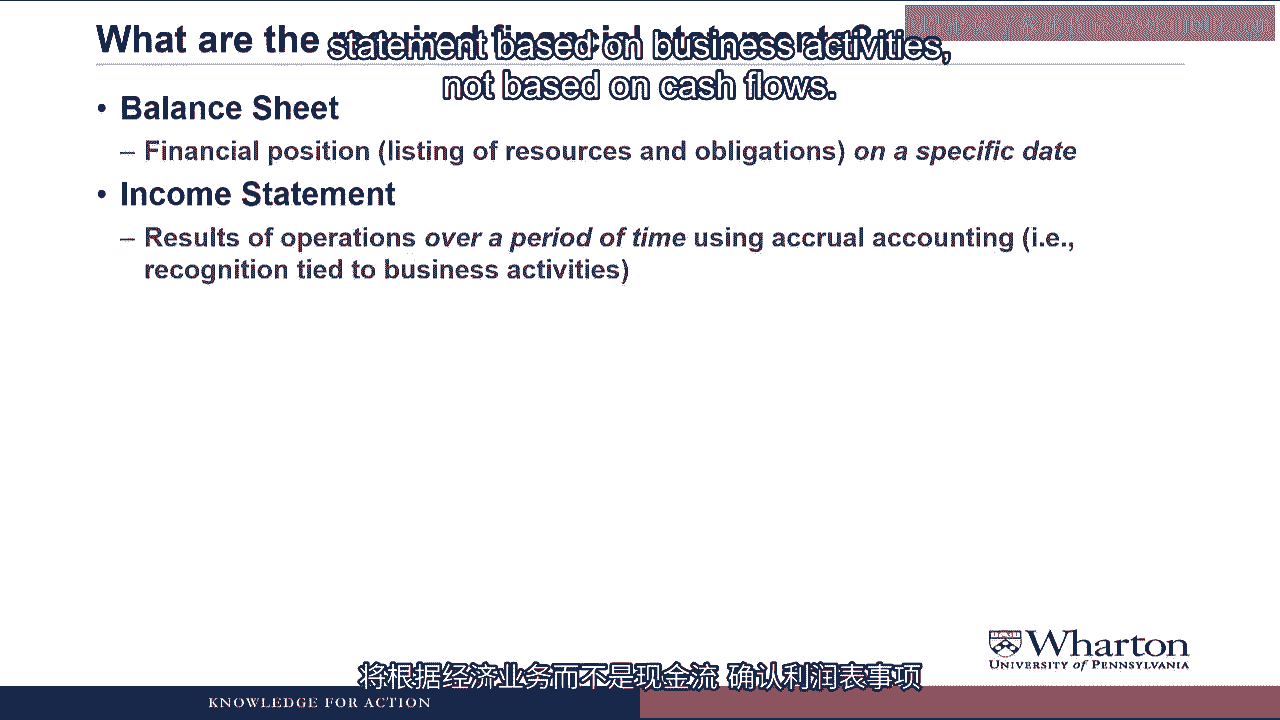 What are the required financial statements?
statement based on business activities,
not based on cash flows.
• Balance Sheet
– Financial position (listing of resources and obligations) on a specific date
• Income Statement
– Results of operations over a period of time using accrual accounting (i.e.,
recognition tied to business activities)
Wharton
UNIVERSITY of PENNSYLVANIA
将根据经济业务而不是现金流 确认利润表事项
KNOWLEDGE FOR ACTION